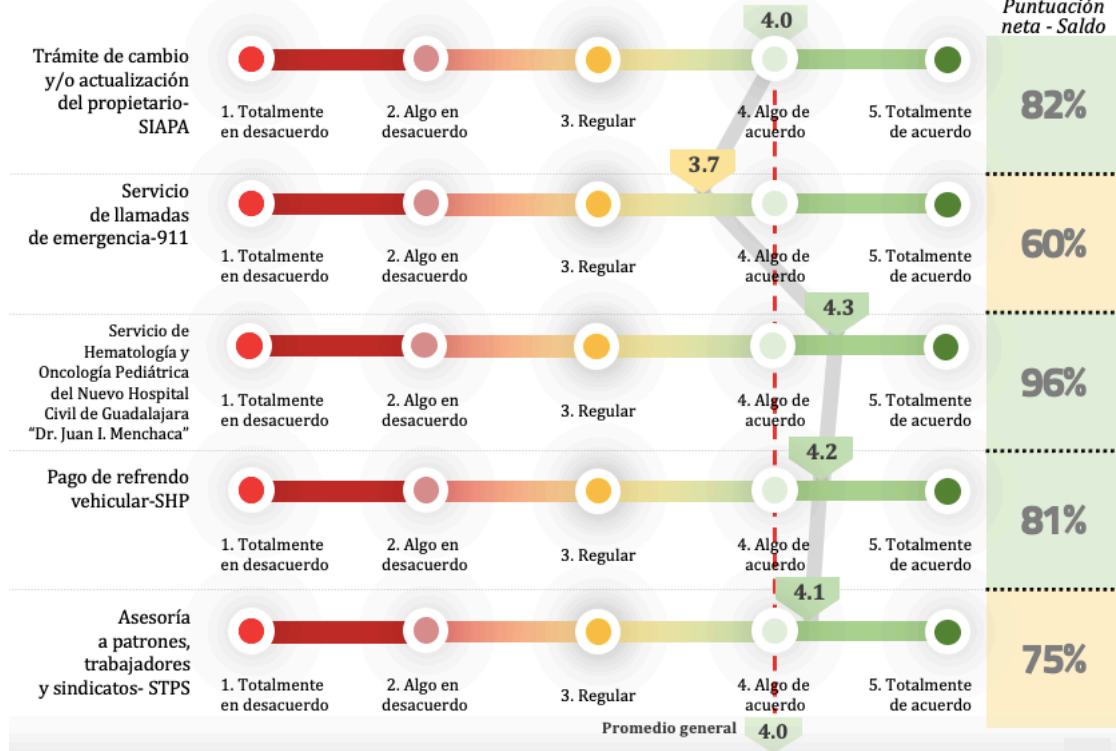 Puntuación
neta - Saldo
4.0
Trámite de cambio
y/o actualización
del propietario-
SIAPA
1. Totalmente
en desacuerdo
2. Algo en
desacuerdo
3. Regular
4. Algo de
acuerdo
5. Totalmente
de acuerdo
82%
3.7
Servicio
de llamadas
de emergencia-911
1. Totalmente
en desacuerdo
2. Algo en
desacuerdo
3. Regular
4. Algo de
acuerdo
5. Totalmente
de acuerdo
60%
4.3
Servicio de
Hematología y
Oncología Pediátrica
del Nuevo Hospital
Civil de Guadalajara
“Dr. Juan I. Menchaca”
1. Totalmente
en desacuerdo
2. Algo en
desacuerdo
3. Regular
4. Algo de
acuerdo
5. Totalmente
de acuerdo
96%
4.2
Pago de refrendo
vehicular-SHP
1. Totalmente
en desacuerdo
2. Algo en
desacuerdo
3. Regular
4. Algo de
acuerdo
5. Totalmente
de acuerdo
81%
4.1
Asesoría
a patrones,
trabajadores
y sindicatos- STPS
1. Totalmente
en desacuerdo
2. Algo en
desacuerdo
3. Regular
4. Algo de
acuerdo
5. Totalmente
de acuerdo
75%
Promedio general 4.0